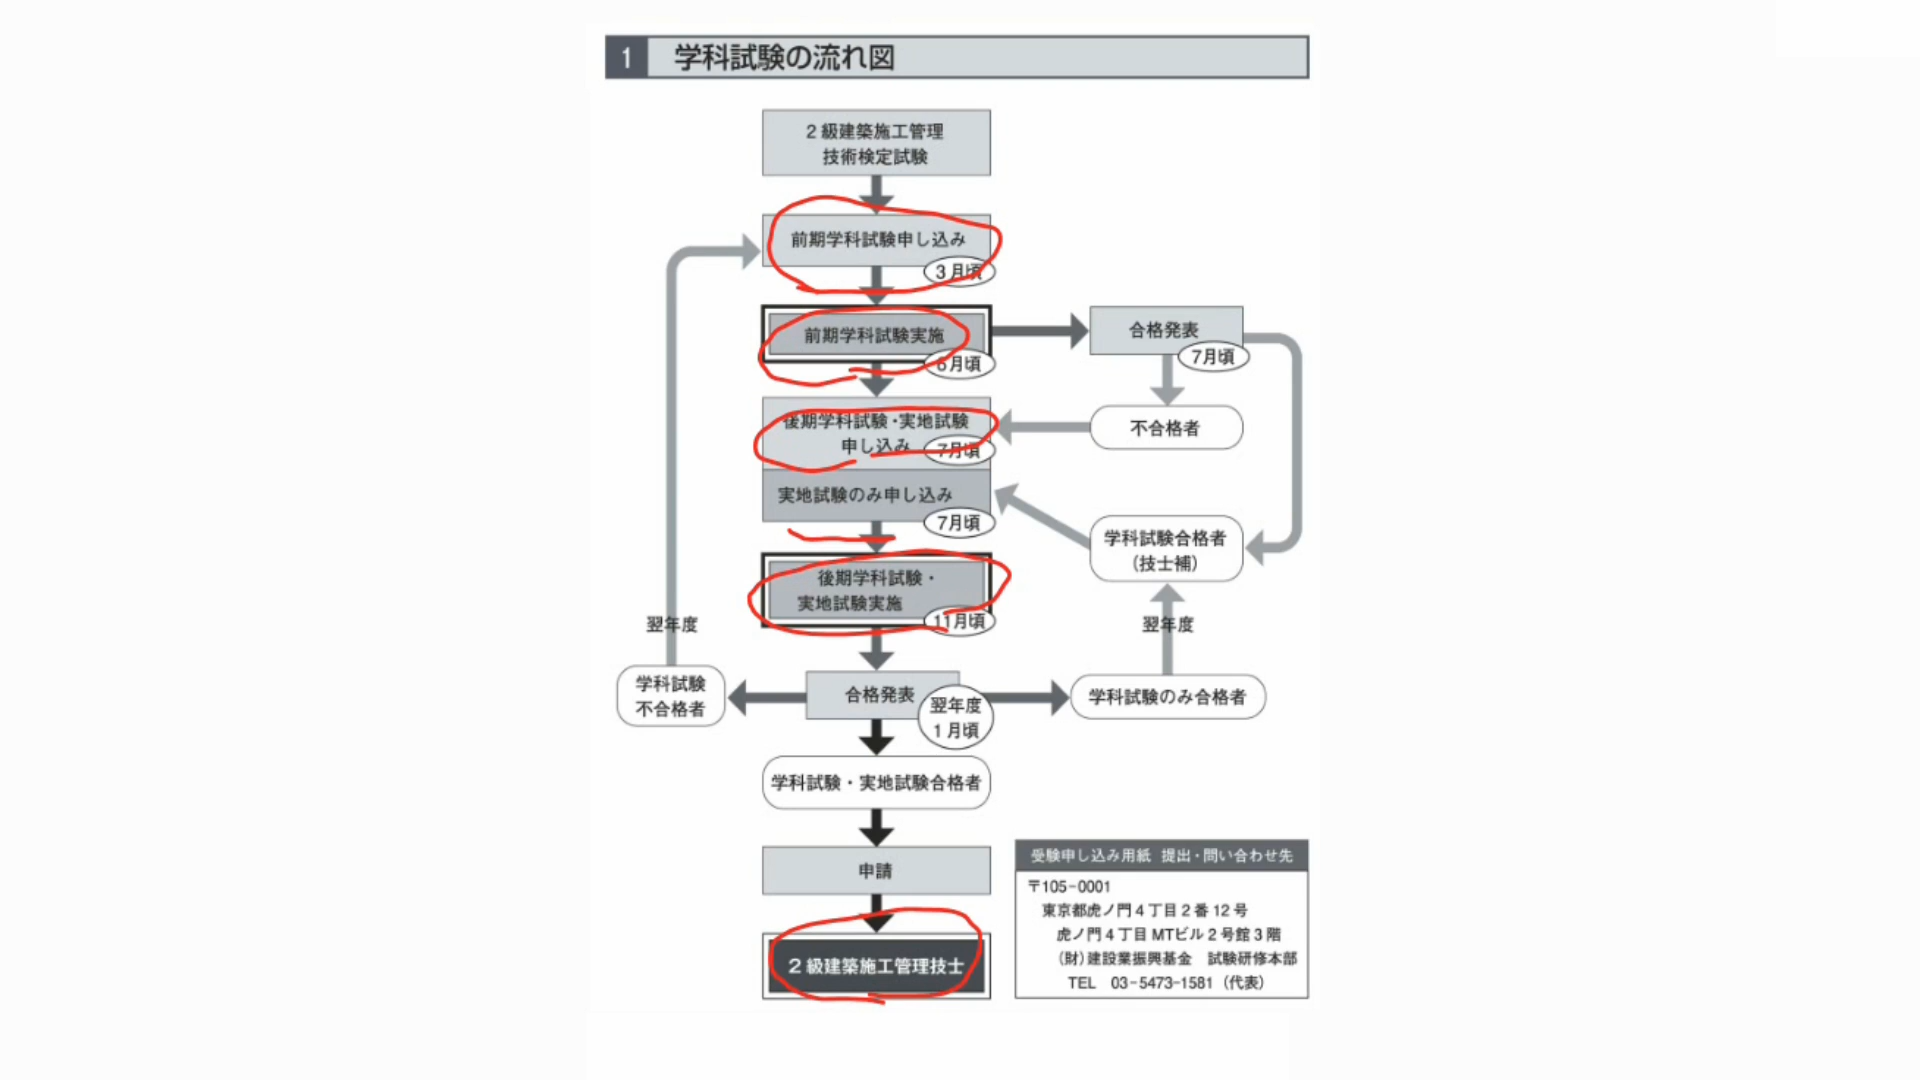 1 学科試験の流れ図
2級建築施工管理
技術検定試験
前期学科試験申し込み
3月頃
前期学科試験実施
6月頃
合格発表
7月頃
後期学科試験・実地試験
申し込み
7月頃
不合格者
実地試験のみ申し込み
7月頃
学科試験合格者
(技士補)
後期学科試験・
実地試験実施
11月頃
翌年度
翌年度
学科試験
不合格者
合格発表
翌年度
1月頃
学科試験のみ合格者
学科試験・実地試験合格者
申請
2級建築施工管理技士
受験申し込み用紙 提出・問い合わせ先
〒105-0001
東京都虎ノ門4丁目2番12号
虎ノ門4丁目MTビル2号館3階
(財)建設業振興基金 試験研修本部
TEL 03-5473-1581（代表）